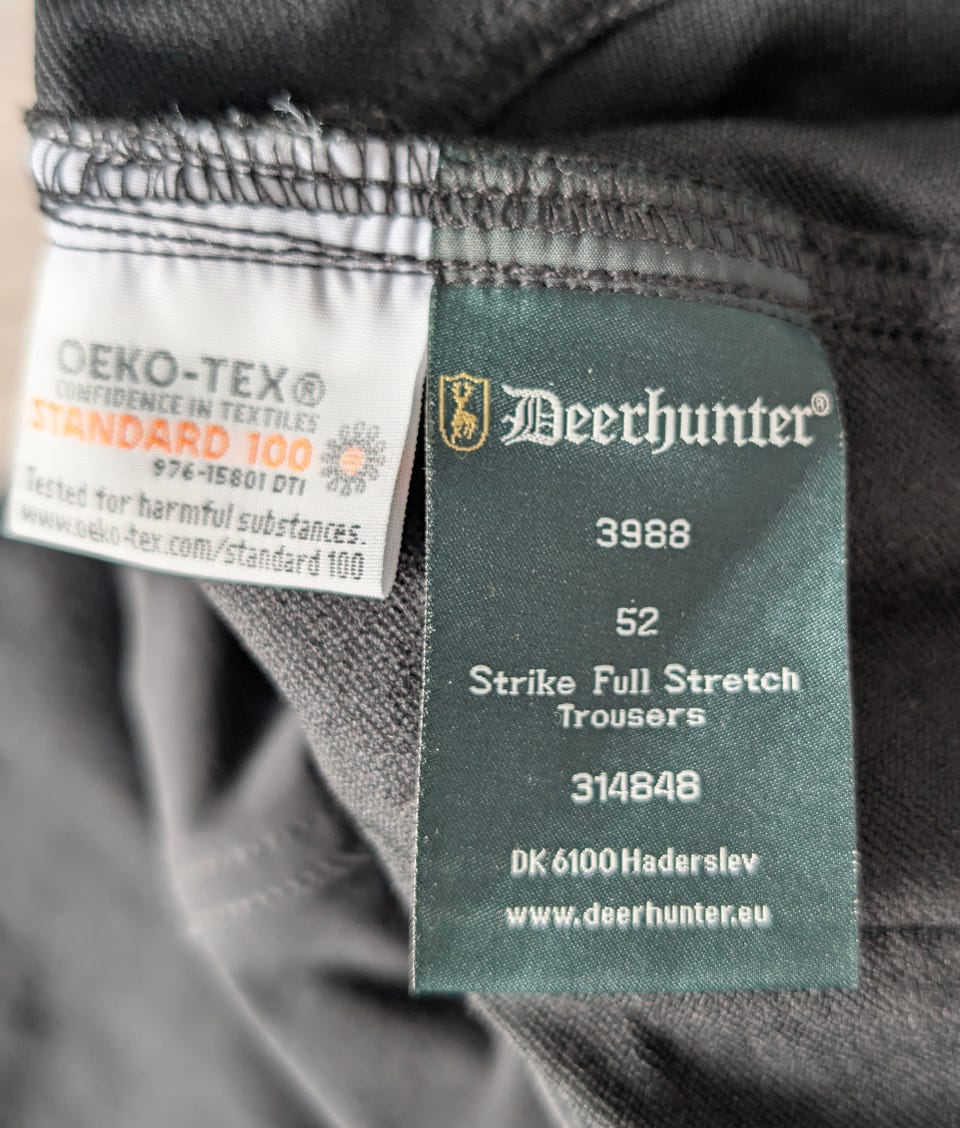 OEKO-TEX®
CONFIDENCE IN TEXTILES
STANDARD 100
976-15801 DTI
Tested for harmful substances.
www.oeko-tex.com/standard 100
Deerhunter®
3988
52
Strike Full Stretch
Trousers
314848
DK 6100 Haderslev
www.deerhunter.eu